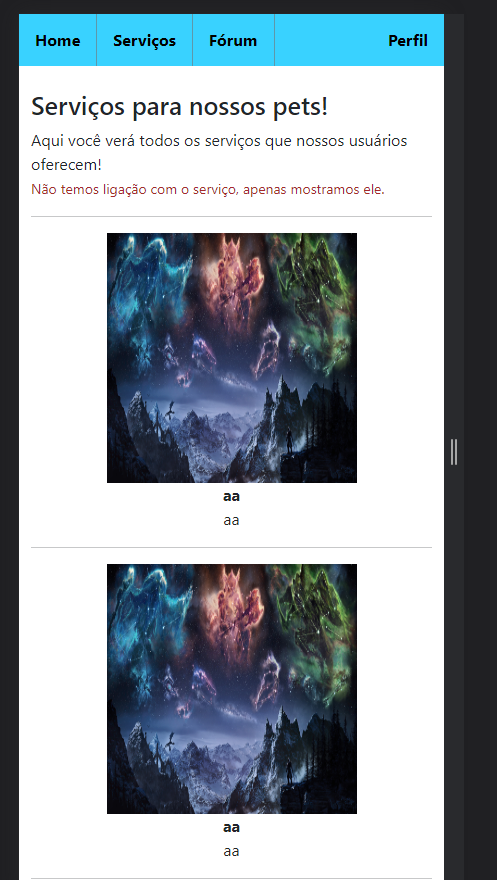 Home Serviços Fórum Perfil
Serviços para nossos pets!
Aqui você verá todos os serviços que nossos usuários
oferecem!
Não temos ligação com o serviço, apenas mostramos ele.
aa
aa
aa
aa